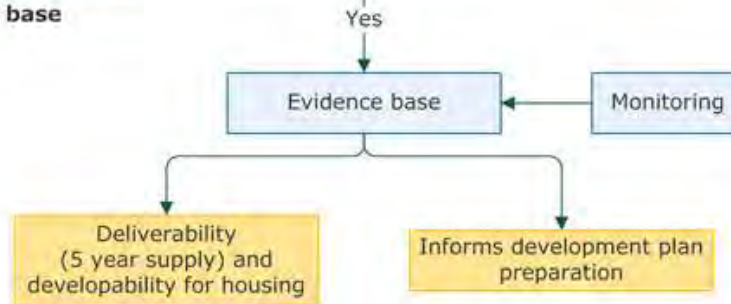 base
Yes
Evidence base
Monitoring
Deliverability
(5 year supply) and
developability for housing
Informs development plan
preparation